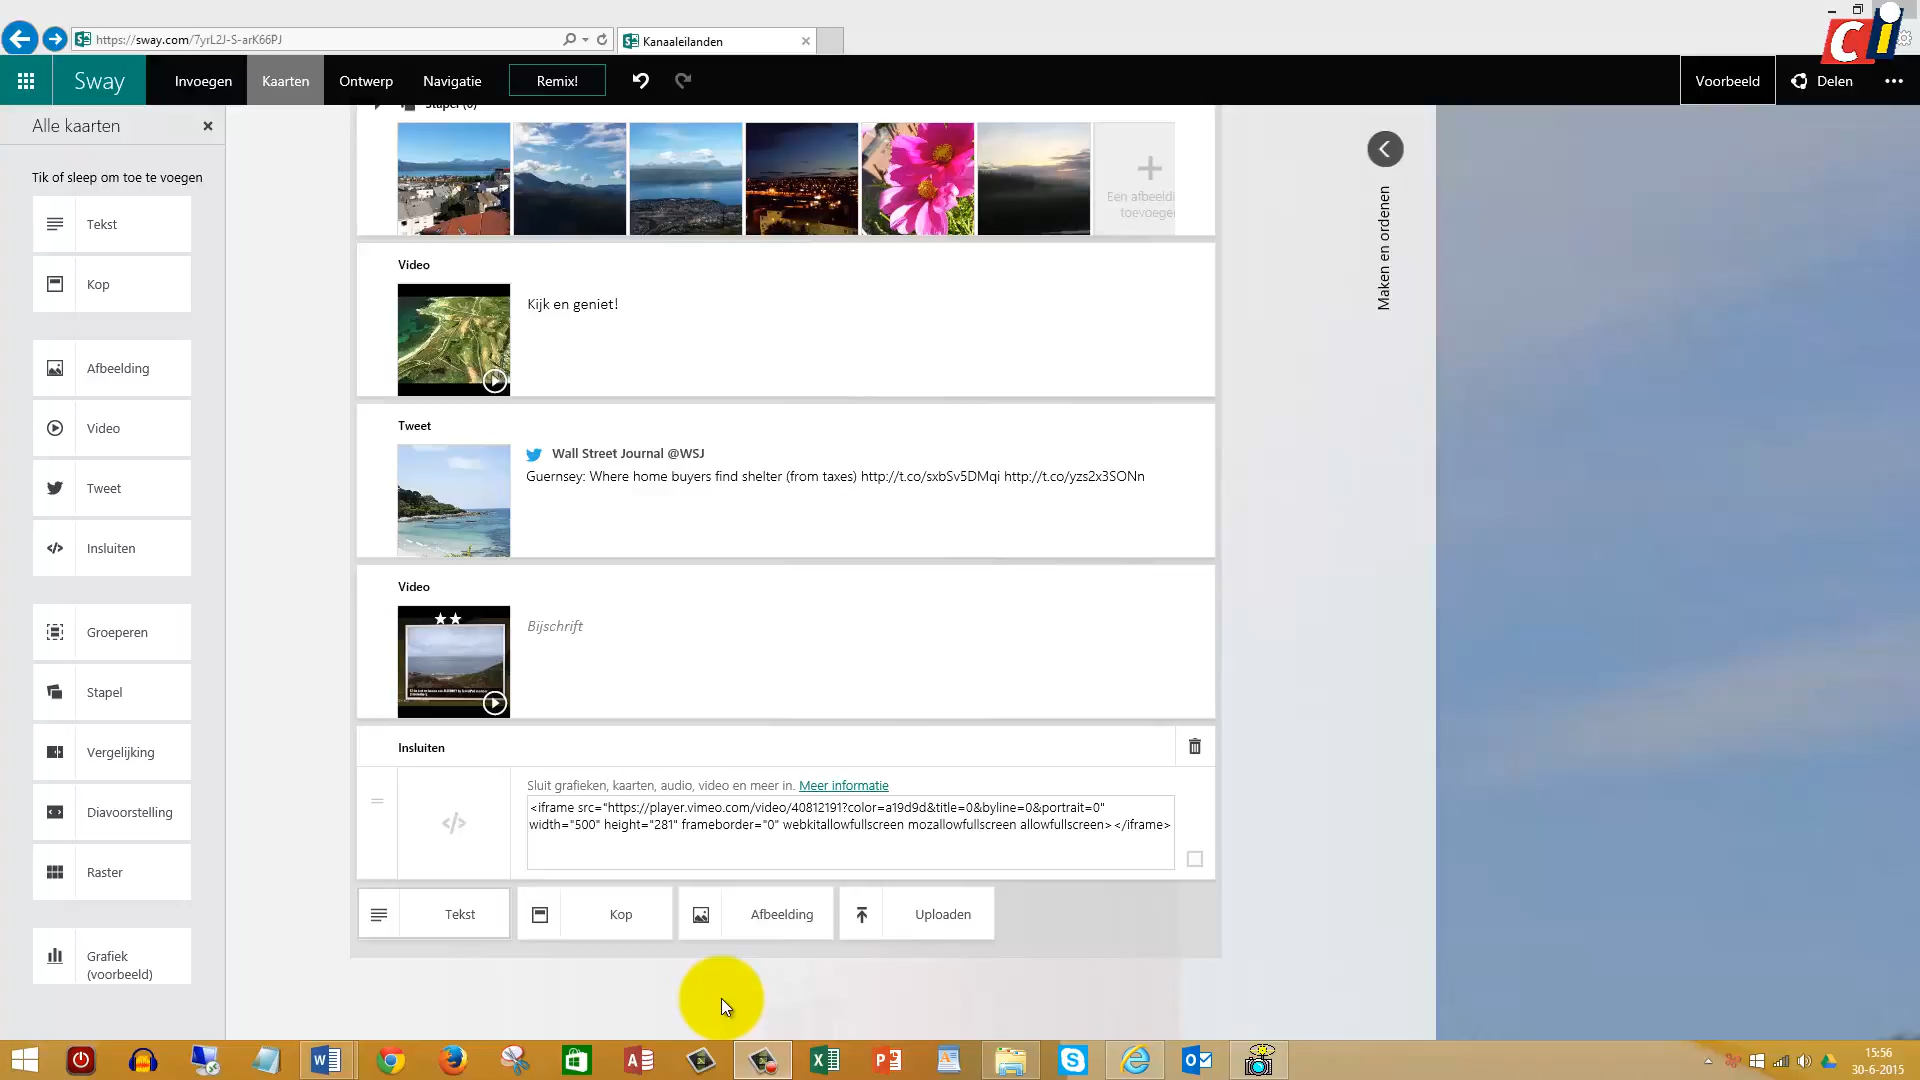 https://sway.com/7yrL2J-S-arK66PJ
Kanaaleilanden
Ci
Sway
Invoegen
Kaarten
Ontwerp
Navigatie
Remix!
Voorbeeld
Delen
Alle kaarten
Stapel (6)
Tik of sleep om toe te voegen
Tekst
Kop
Afbeelding
Video
Tweet
Insluiten
Groeperen
Stapel
Vergelijking
Diavoorstelling
Raster
Grafiek
(voorbeeld)
Een afbeeldi
toevoegen
Video
Kijk en geniet!
Tweet
Wall Street Journal @WSJ
Guernsey: Where home buyers find shelter (from taxes) http://t.co/sxbSv5DMqi http://t.co/yzs2x3SONn
Video
Bijschrift
Insluiten
Sluit grafieken, kaarten, audio, video en meer in. Meer informatie
<iframe src="https://player.vimeo.com/video/40812191?color=a19d9d&title=0&byline=0&portrait=0"
width="500" height="281" frameborder="0" webkitallowfullscreen mozallowfullscreen allowfullscreen></iframe>
Tekst
Kop
Afbeelding
Uploaden
Maken en ordenen
15:56
30-6-2015